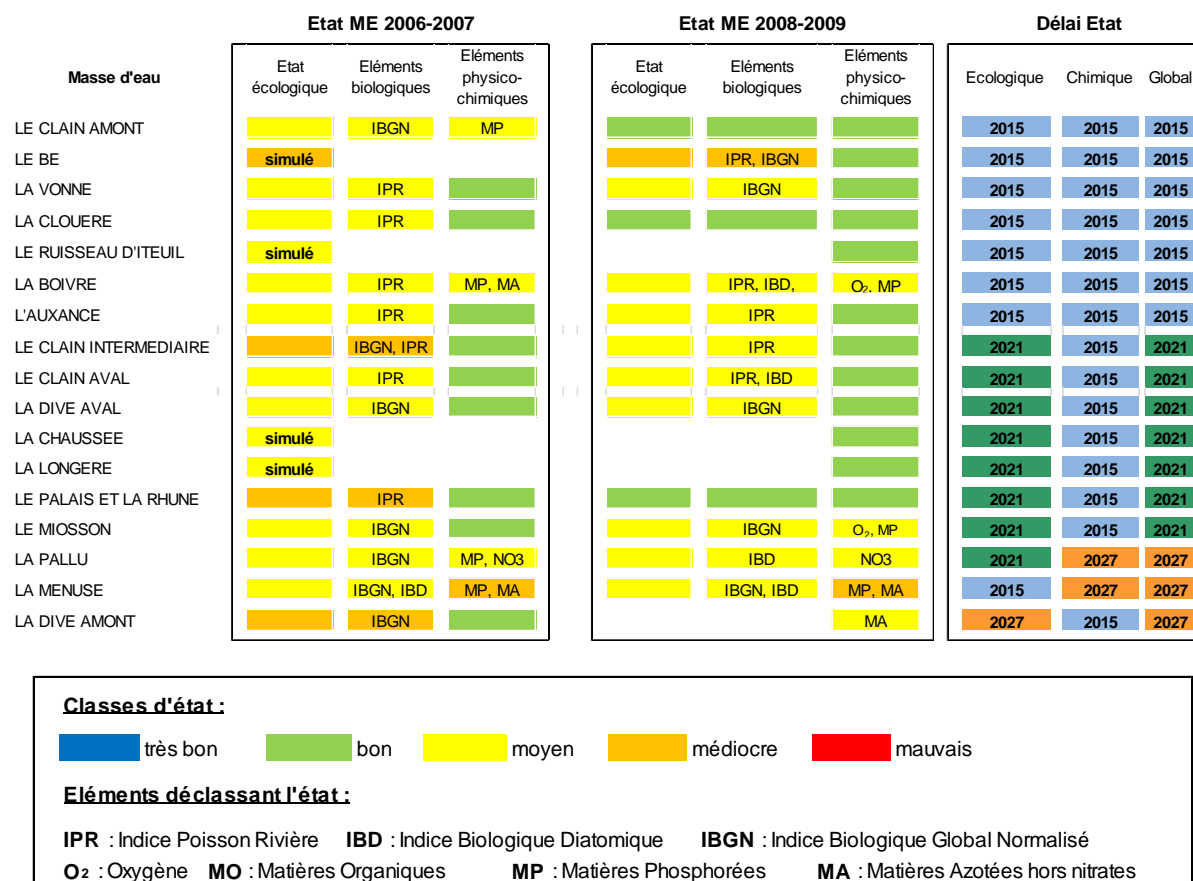 Etat ME 2006-2007 Etat ME 2008-2009 Délai Etat
Masse d'eau Etat écologique Eléments biologiques Eléments physico-chimiques Etat écologique Eléments biologiques Eléments physico-chimiques Ecologique Chimique Global
LE CLAIN AMONT IBGN MP 2015 2015 2015
LE BE simulé IPR, IBGN 2015 2015 2015
LA VONNE IPR IBGN 2015 2015 2015
LA CLOUERE IPR 2015 2015 2015
LE RUISSEAU D'ITEUIL simulé 2015 2015 2015
LA BOIVRE IPR MP, MA IPR, IBD, O₂, MP 2015 2015 2015
L'AUXANCE IPR IPR 2015 2015 2015
LE CLAIN INTERMEDIAIRE IBGN, IPR IPR 2021 2015 2021
LE CLAIN AVAL IPR IPR, IBD 2021 2015 2021
LA DIVE AVAL IBGN IBGN 2021 2015 2021
LA CHAUSSEE simulé 2021 2015 2021
LA LONGERE simulé 2021 2015 2021
LE PALAIS ET LA RHUNE IPR 2021 2015 2021
LE MIOSSON IBGN IBGN O₂, MP 2021 2015 2021
LA PALLU IBGN MP, NO3 IBD NO3 2021 2027 2027
LA MENUSE IBGN, IBD MP, MA IBGN, IBD MP, MA 2015 2027 2027
LA DIVE AMONT IBGN MA 2027 2015 2027
Classes d'état :
très bon bon moyen médiocre mauvais
Eléments déclassant l'état :
IPR : Indice Poisson Rivière IBD : Indice Biologique Diatomique IBGN : Indice Biologique Global Normalisé
O₂ : Oxygène MO : Matières Organiques MP : Matières Phosphorées MA : Matières Azotées hors nitrates